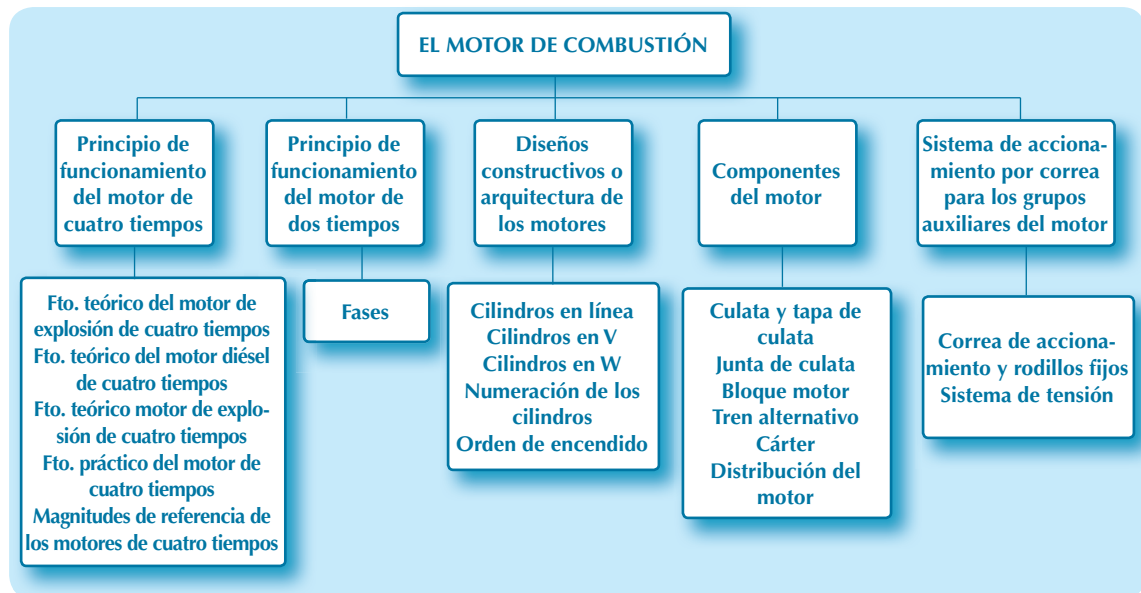 EL MOTOR DE COMBUSTIÓN
Principio de
funcionamiento
del motor de
cuatro tiempos
Principio de
funcionamiento
del motor de
dos tiempos
Diseños
constructivos o
arquitectura de
los motores
Componentes
del motor
Sistema de acciona-
miento por correa
para los grupos
auxiliares del motor
Fto. teórico del motor de
explosión de cuatro tiempos
Fto. teórico del motor diésel
de cuatro tiempos
Fto. teórico motor de explo-
sión de cuatro tiempos
Fto. práctico del motor de
cuatro tiempos
Magnitudes de referencia de
los motores de cuatro tiempos
Fases
Cilindros en línea
Cilindros en V
Cilindros en W
Numeración de los
cilindros
Orden de encendido
Culata y tapa de
culata
Junta de culata
Bloque motor
Tren alternativo
Cárter
Distribución del
motor
Correa de acciona-
miento y rodillos fijos
Sistema de tensión